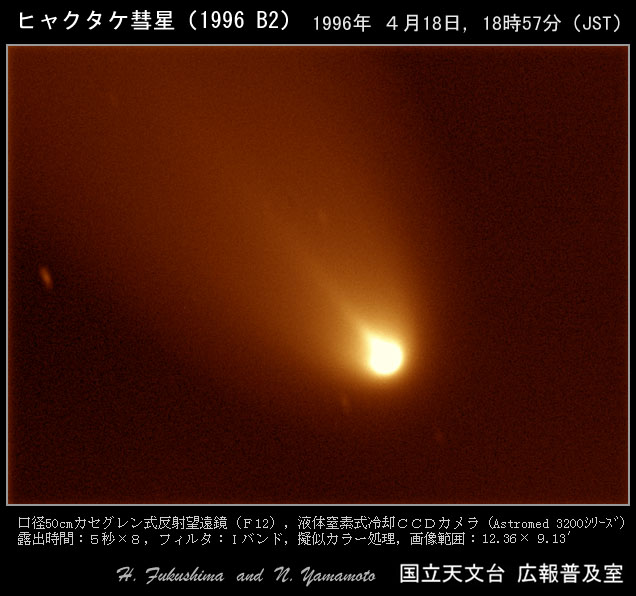 ヒャクタケ彗星（1996 B2） 1996年 ４月18日，18時57分（JST）
口径50cmカセグレン式反射望遠鏡（Ｆ12），液体窒素式冷却ＣＣＤカメラ（Astromed 3200ｼﾘｰｽﾞ）
露出時間：５秒×８，フィルタ：Ｉバンド，擬似カラー処理，画像範囲：12.36× 9.13′
H. Fukushima and N. Yamamoto 国立天文台 広報普及室